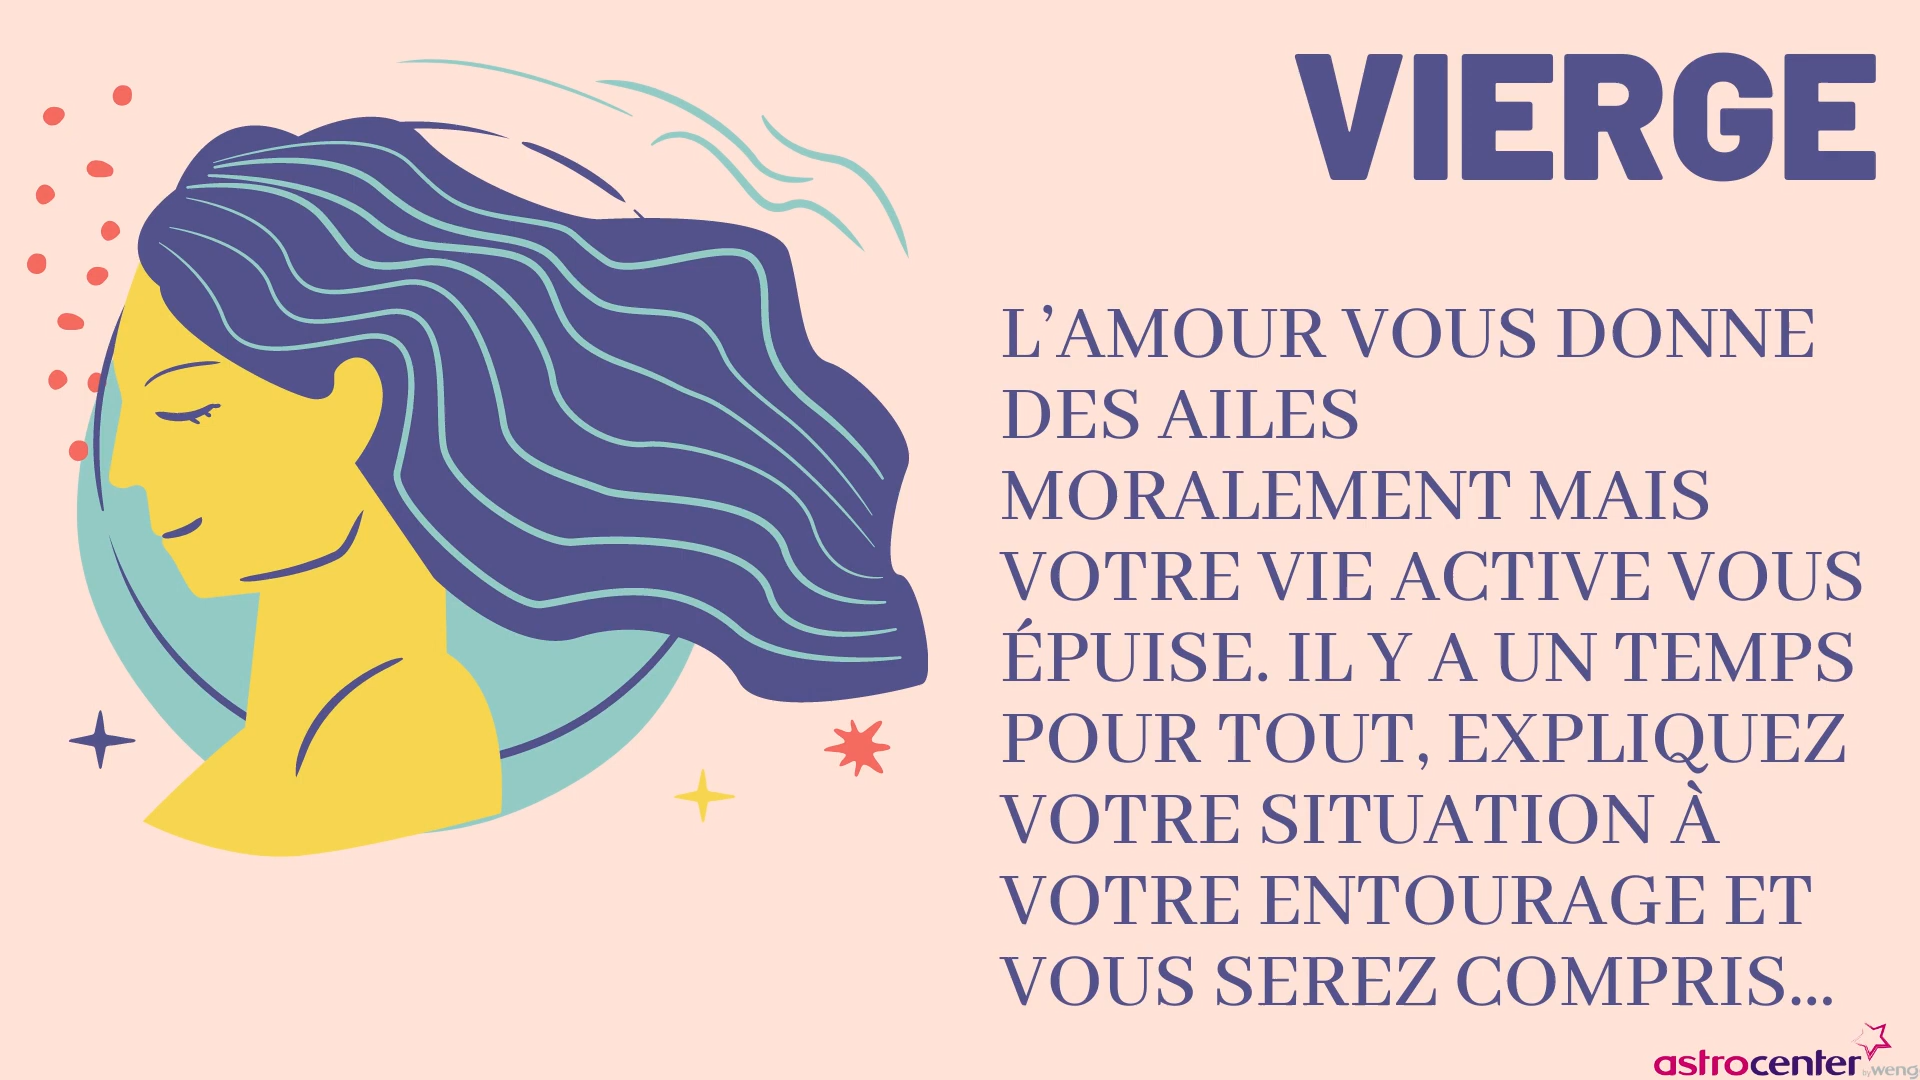 VIERGE
L’AMOUR VOUS DONNE
DES AILES
MORALEMENT MAIS
VOTRE VIE ACTIVE VOUS
ÉPUISE. IL Y A UN TEMPS
POUR TOUT, EXPLIQUEZ
VOTRE SITUATION À
VOTRE ENTOURAGE ET
VOUS SEREZ COMPRIS...
astrocenter by weng